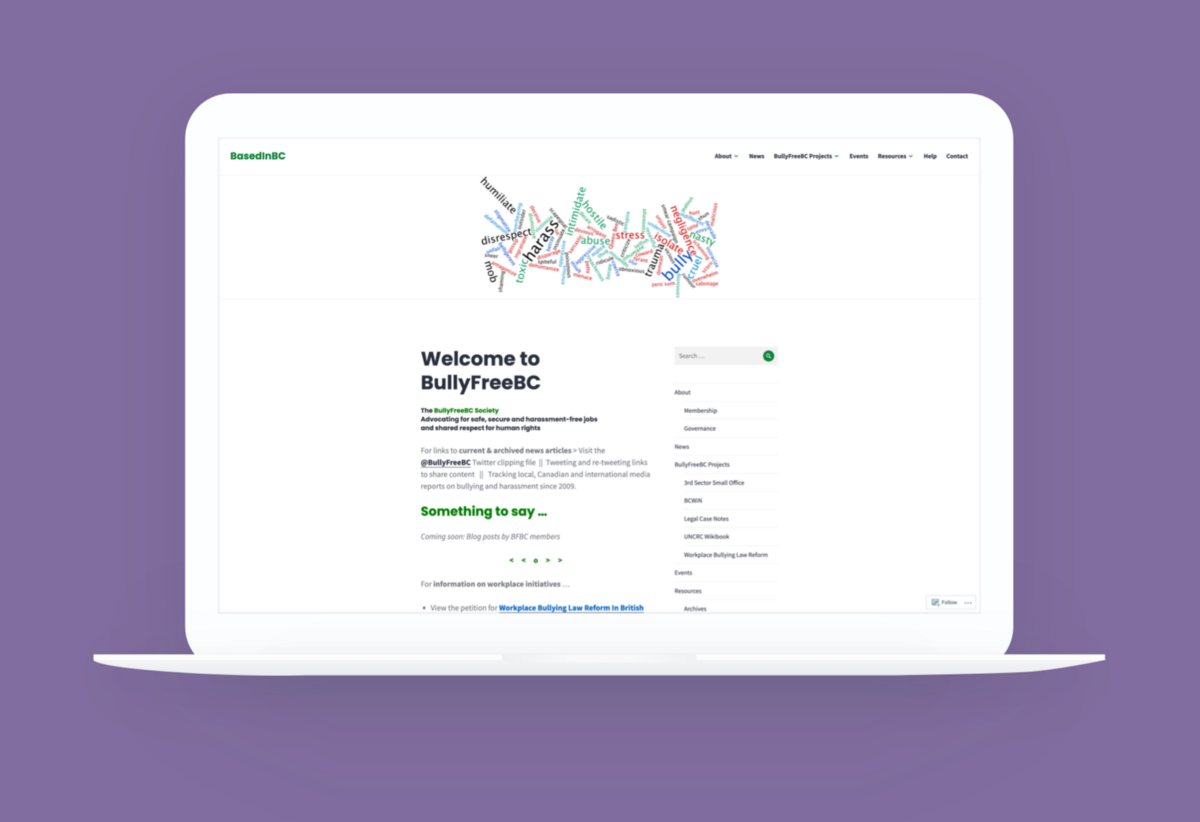 BasedInBC
About News BullyFreeBC Projects Events Resources Help Contact
humiliate
intimidate
hostile
disrespect
harass
abuse
stress
negligence
isolate
nasty
mob
toxic
trauma
bully
cruel
spiteful
dehumanize
menace
ridicule
obnoxious
zero sum
sabotage
Welcome to
BullyFreeBC
The BullyFreeBC Society
Advocating for safe, secure and harassment-free jobs
and shared respect for human rights
For links to current & archived news articles > Visit the
@BullyFreeBC Twitter clipping file || Tweeting and re-tweeting links
to share content || Tracking local, Canadian and international media
reports on bullying and harassment since 2009.
Something to say ...
Coming soon: Blog posts by BFBC members
< < o > >
For information on workplace initiatives ...
• View the petition for Workplace Bullying Law Reform In British
Search ...
About
Membership
Governance
News
BullyFreeBC Projects
3rd Sector Small Office
BCWiN
Legal Case Notes
UNCRC Wikibook
Workplace Bullying Law Reform
Events
Resources
Archives
Follow ...